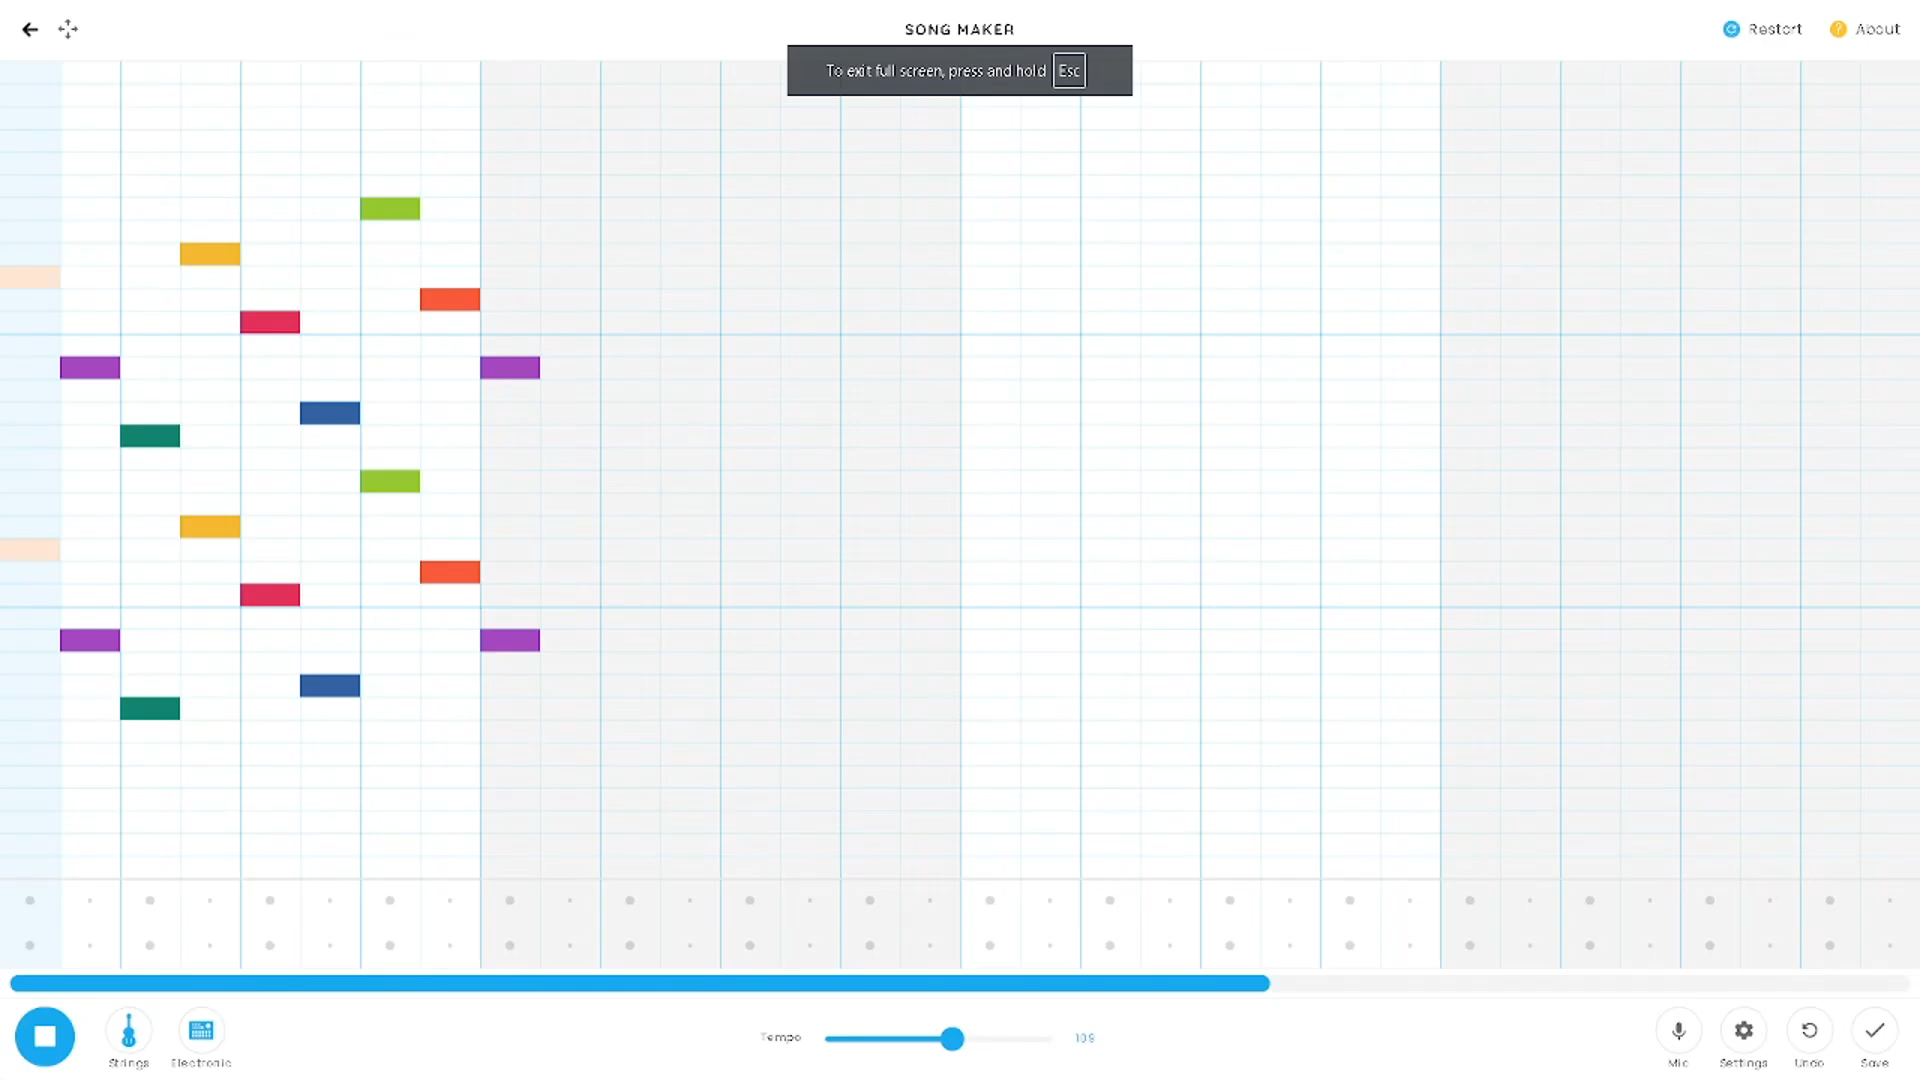 SONG MAKER
Restart
About
To exit full screen, press and hold Esc
Strings
Electronic
Tempo
109
Mic
Settings
Undo
Save